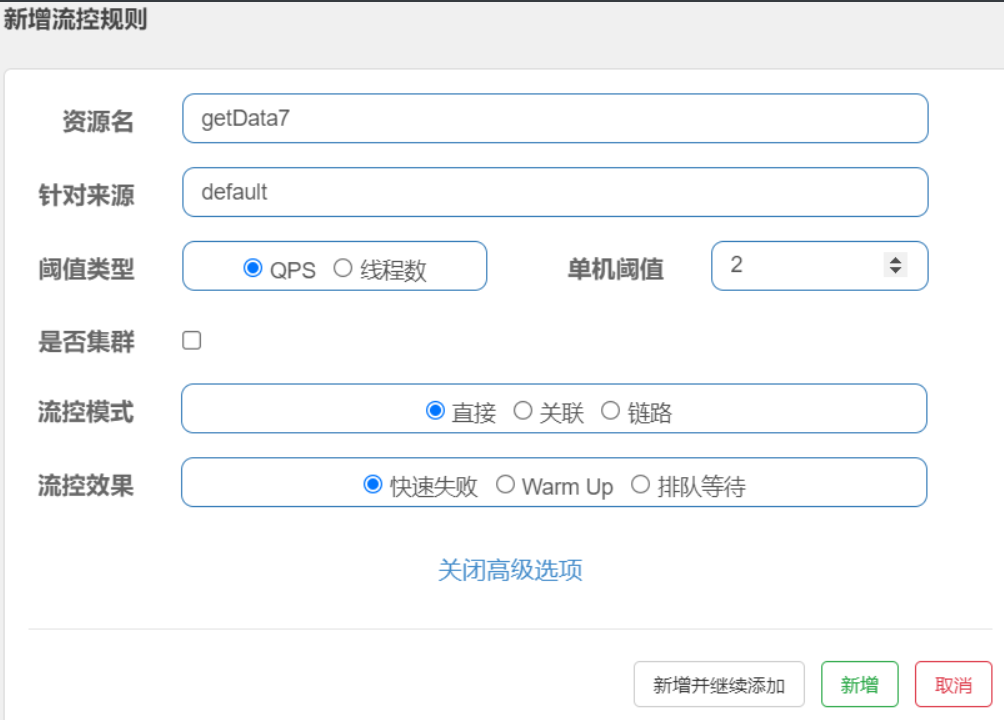 新增流控规则
资源名 getData7
针对来源 default
阈值类型 QPS 线程数 单机阈值 2
是否集群
流控模式 直接 关联 链路
流控效果 快速失败 Warm Up 排队等待
关闭高级选项
新增并继续添加 新增 取消